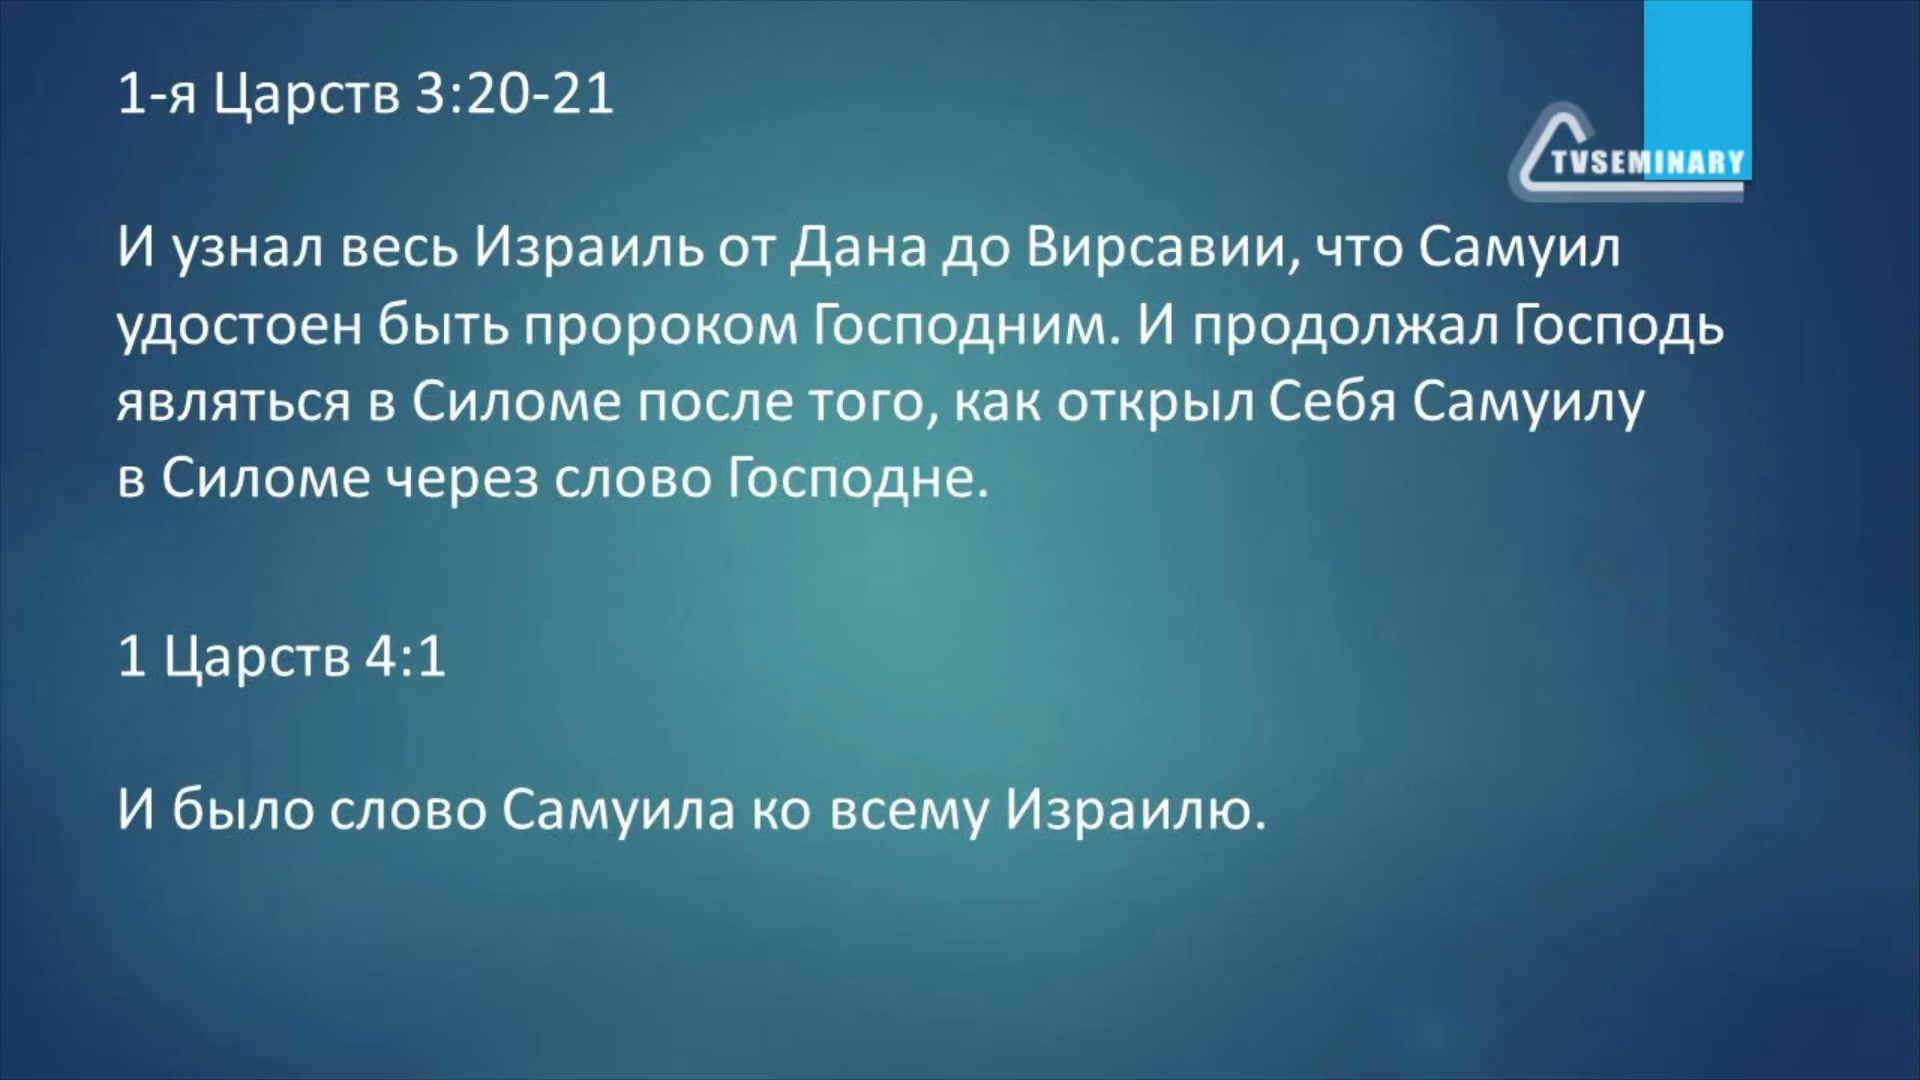 1-я Царств 3:20-21
TVSEMINARY
И узнал весь Израиль от Дана до Вирсавии, что Самуил
удостоен быть пророком Господним. И продолжал Господь
являться в Силоме после того, как открыл Себя Самуилу
в Силоме через слово Господне.
1 Царств 4:1
И было слово Самуила ко всему Израилю.